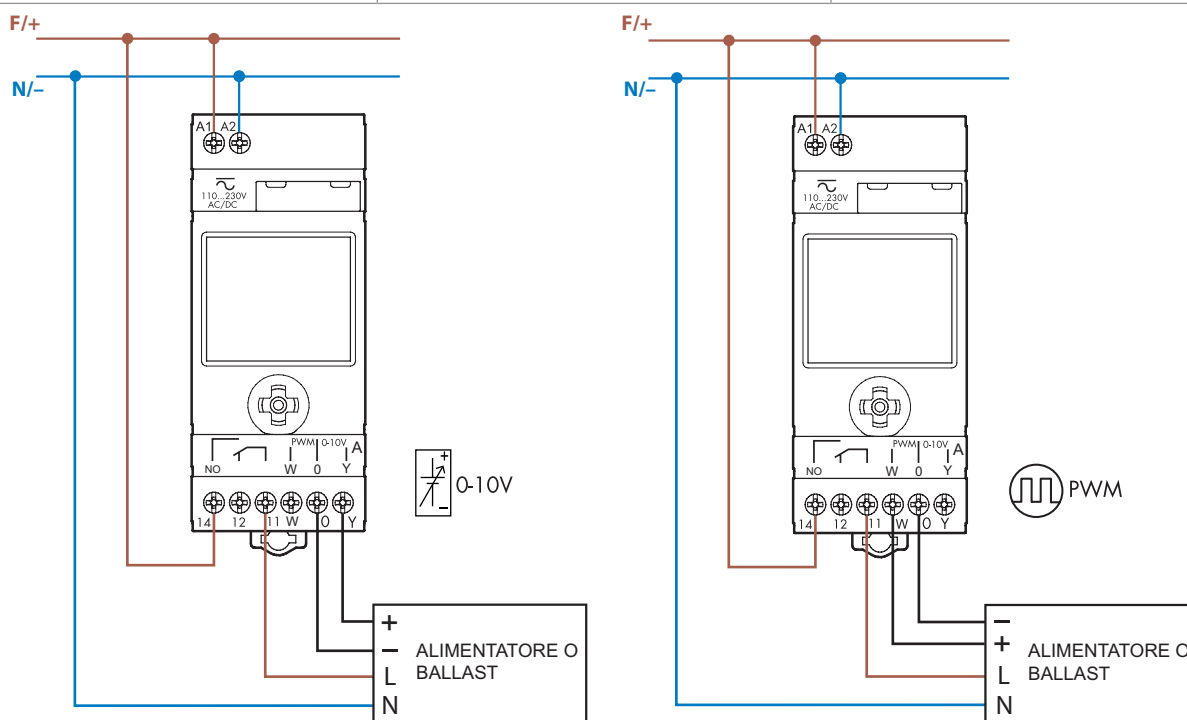 F/+
N/–
A1 A2
110...230V
AC/DC
PWM 0-10V A
NO W 0 Y
14 12 11 W 0 Y
0-10V
+
–
+
– ALIMENTATORE O
BALLAST
L
N
F/+
N/–
A1 A2
110...230V
AC/DC
PWM 0-10V A
NO W 0 Y
14 12 11 W 0 Y
PWM
–
+ ALIMENTATORE O
BALLAST
L
N